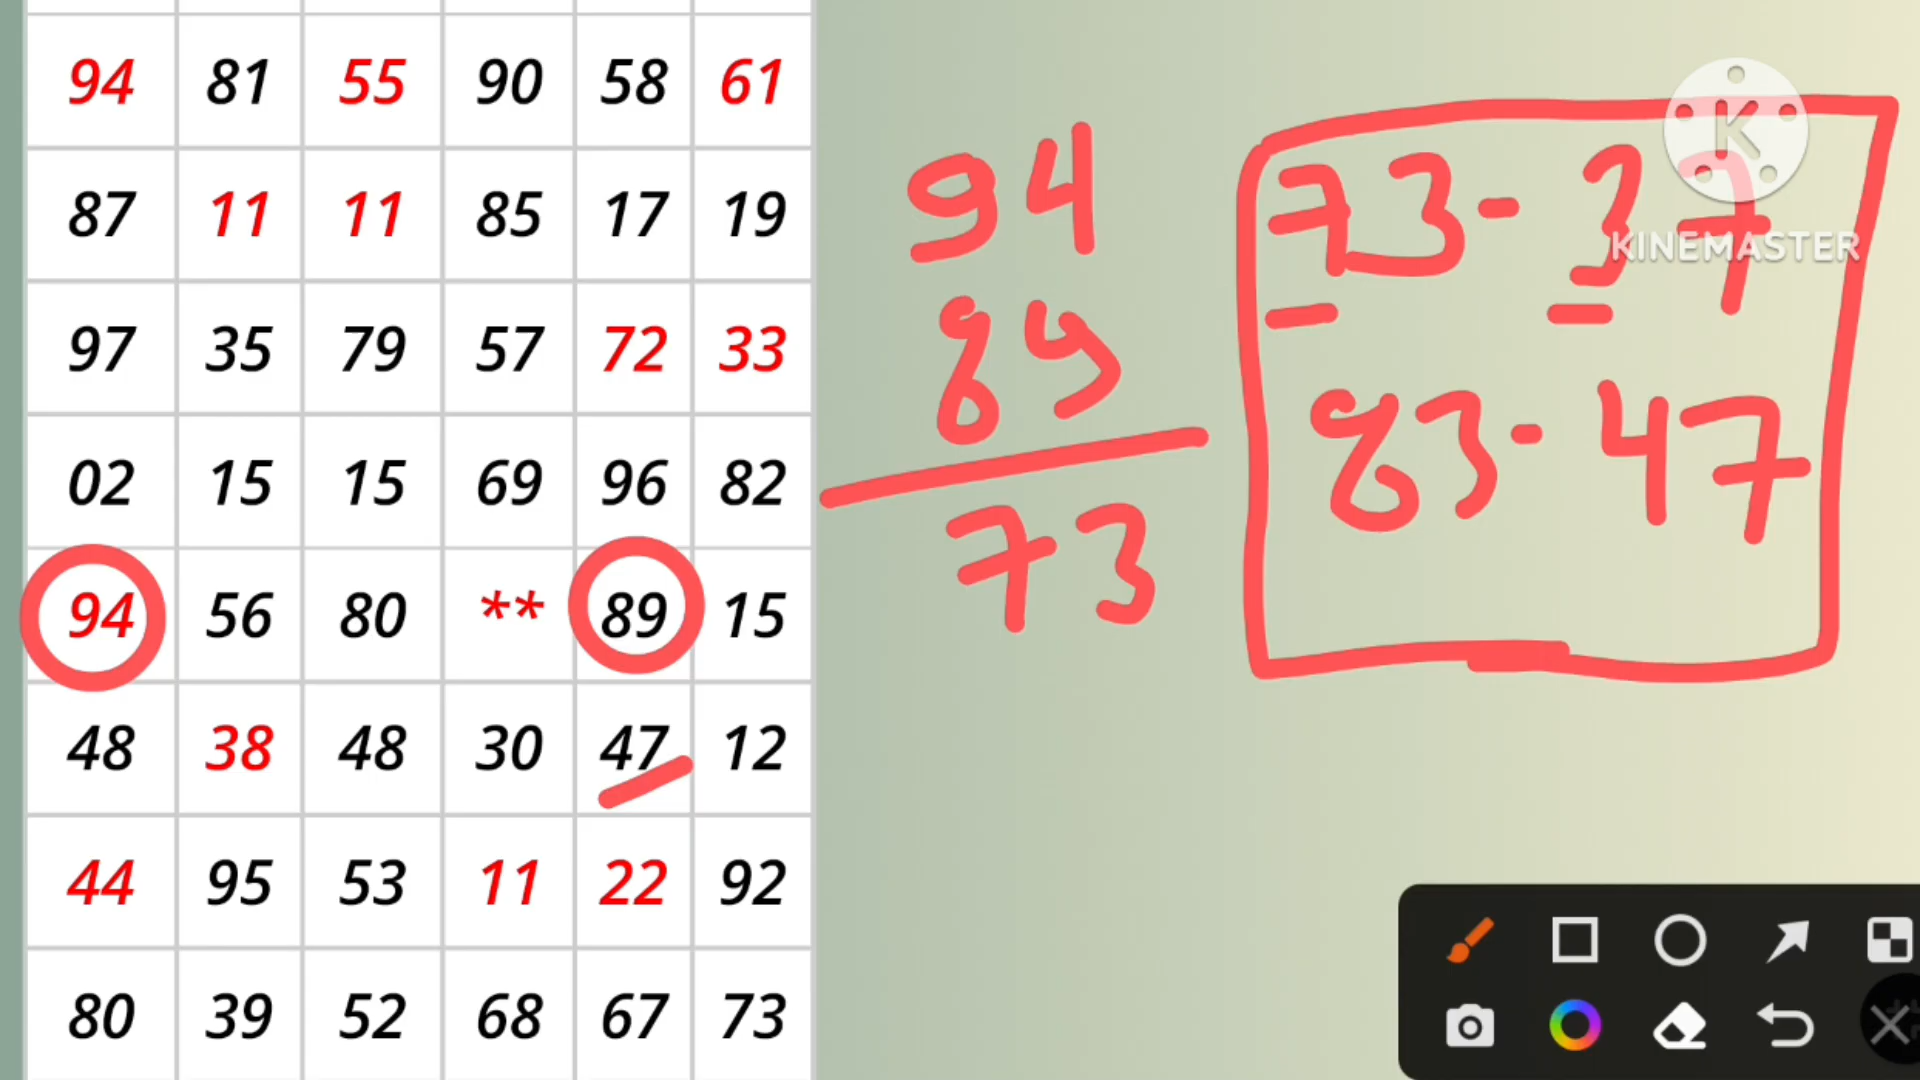 94 81 55 90 58 61
87 11 11 85 17 19
97 35 79 57 72 33
02 15 15 69 96 82
94 56 80 ** 89 15
48 38 48 30 47 12
44 95 53 11 22 92
80 39 52 68 67 73
94
89
73
73- 37
83- 47
K
KINEMASTER